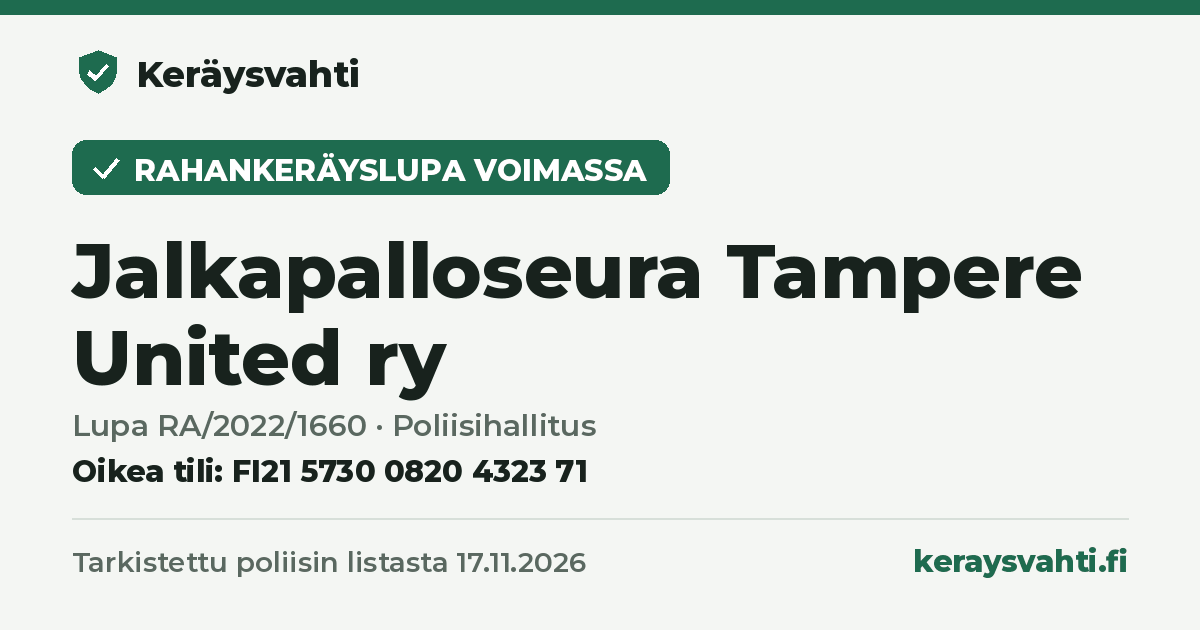 Keräysvahti
RAHANKERÄYSLUPA VOIMASSA
Jalkapalloseura Tampere
United ry
Lupa RA/2022/1660 · Poliisihallitus
Oikea tili: FI21 5730 0820 4323 71
Tarkistettu poliisin listasta 17.11.2026
keraysvahti.fi